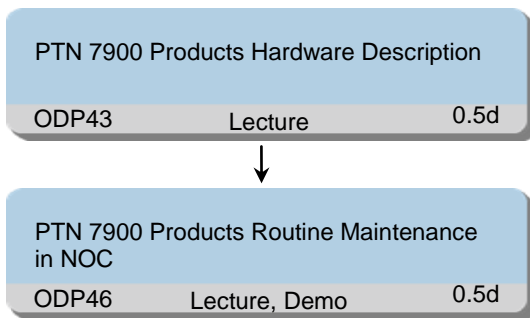 PTN 7900 Products Hardware Description
ODP43 Lecture 0.5d
PTN 7900 Products Routine Maintenance
in NOC
ODP46 Lecture, Demo 0.5d